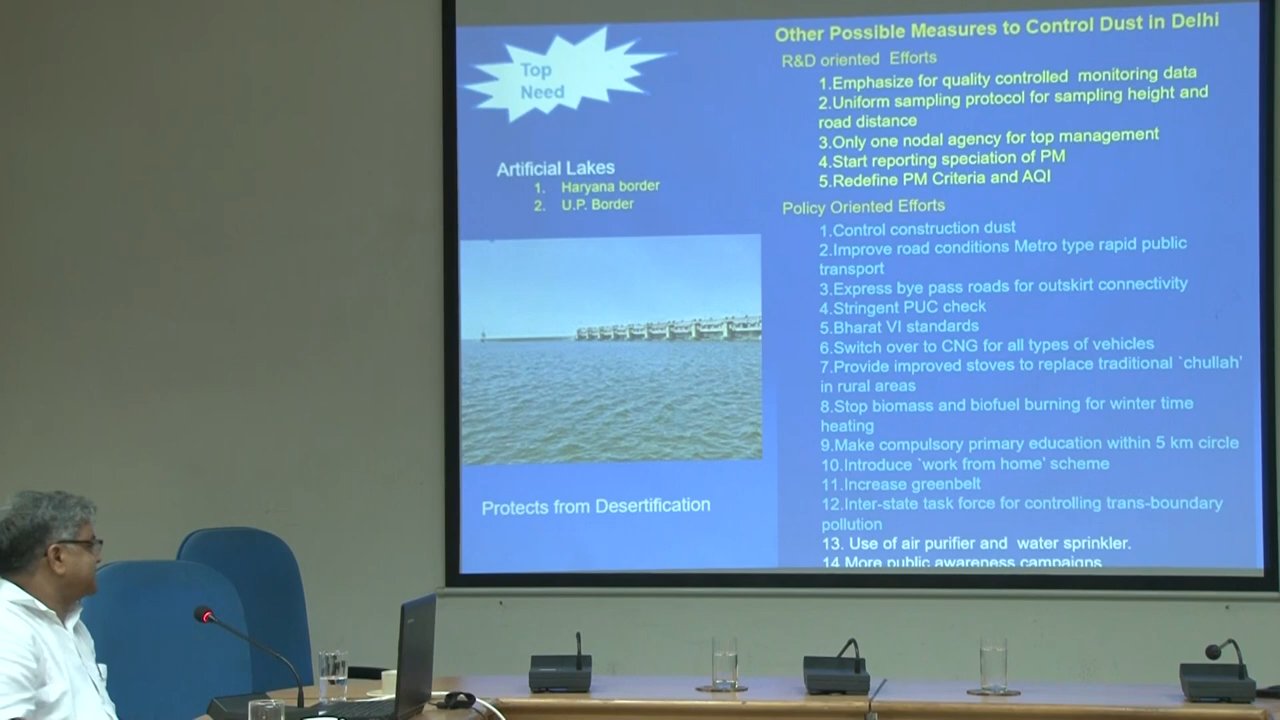 Top
Need
Artificial Lakes
1. Haryana border
2. U.P. Border
Protects from Desertification
Other Possible Measures to Control Dust in Delhi
R&D oriented Efforts
1.Emphasize for quality controlled monitoring data
2.Uniform sampling protocol for sampling height and
road distance
3.Only one nodal agency for top management
4.Start reporting speciation of PM
5.Redefine PM Criteria and AQI
Policy Oriented Efforts
1.Control construction dust
2.Improve road conditions Metro type rapid public
transport
3.Express bye pass roads for outskirt connectivity
4.Stringent PUC check
5.Bharat VI standards
6.Switch over to CNG for all types of vehicles
7.Provide improved stoves to replace traditional `chullah'
in rural areas
8.Stop biomass and biofuel burning for winter time
heating
9.Make compulsory primary education within 5 km circle
10.Introduce `work from home' scheme
11.Increase greenbelt
12.Inter-state task force for controlling trans-boundary
pollution
13. Use of air purifier and water sprinkler.
14 More public awareness campaigns